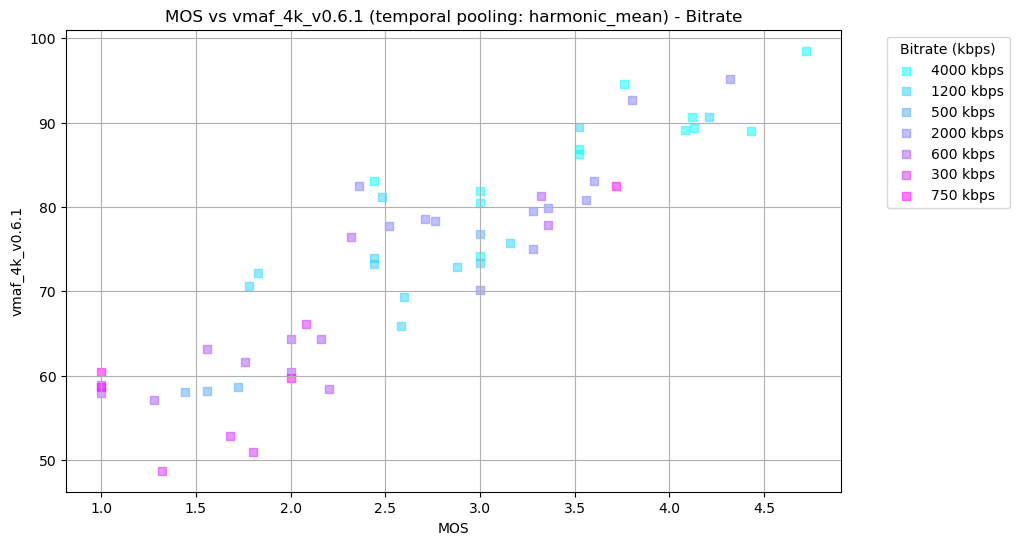 MOS vs vmaf_4k_v0.6.1 (temporal pooling: harmonic_mean) - Bitrate
100
90
80
70
60
50
vmaf_4k_v0.6.1
1.0 1.5 2.0 2.5 3.0 3.5 4.0 4.5
MOS
Bitrate (kbps)
4000 kbps
1200 kbps
500 kbps
2000 kbps
600 kbps
300 kbps
750 kbps